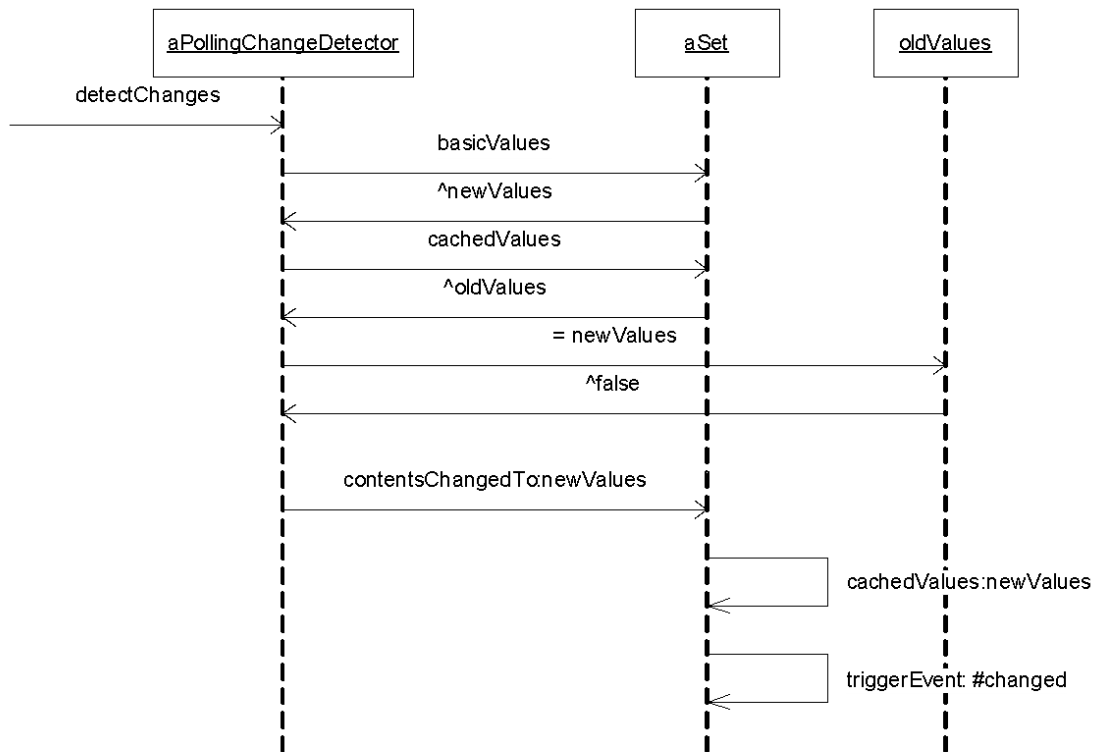 aPollingChangeDetector
aSet
oldValues
detectChanges
basicValues
^newValues
cachedValues
^oldValues
= newValues
^false
contentsChangedTo:newValues
cachedValues:newValues
triggerEvent: #changed